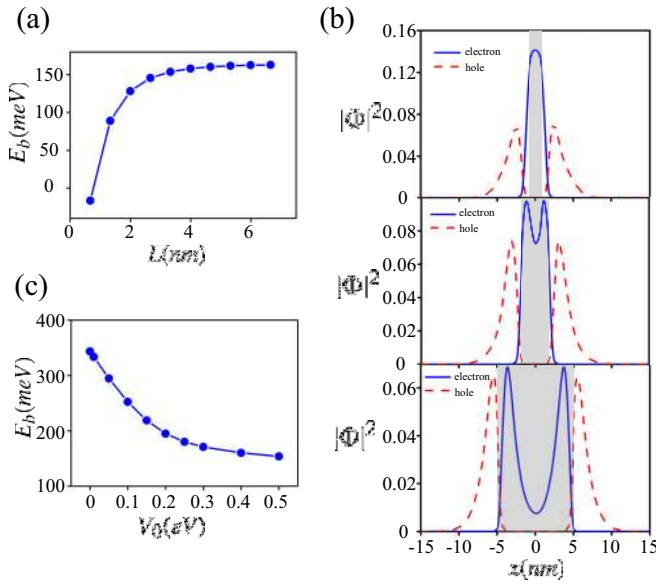 (a)
E_b(meV)
150
100
50
0
0 2 4 6
L(nm)
(c)
E_b(meV)
400
300
200
100
0 0.1 0.2 0.3 0.4 0.5
V_0(eV)
(b)
|Φ|^2
0.16
0.12
0.08
0.04
0
electron
hole
|Φ|^2
0.08
0.06
0.04
0.02
0
electron
hole
|Φ|^2
0.06
0.04
0.02
0
electron
hole
-15 -10 -5 0 5 10 15
z(nm)